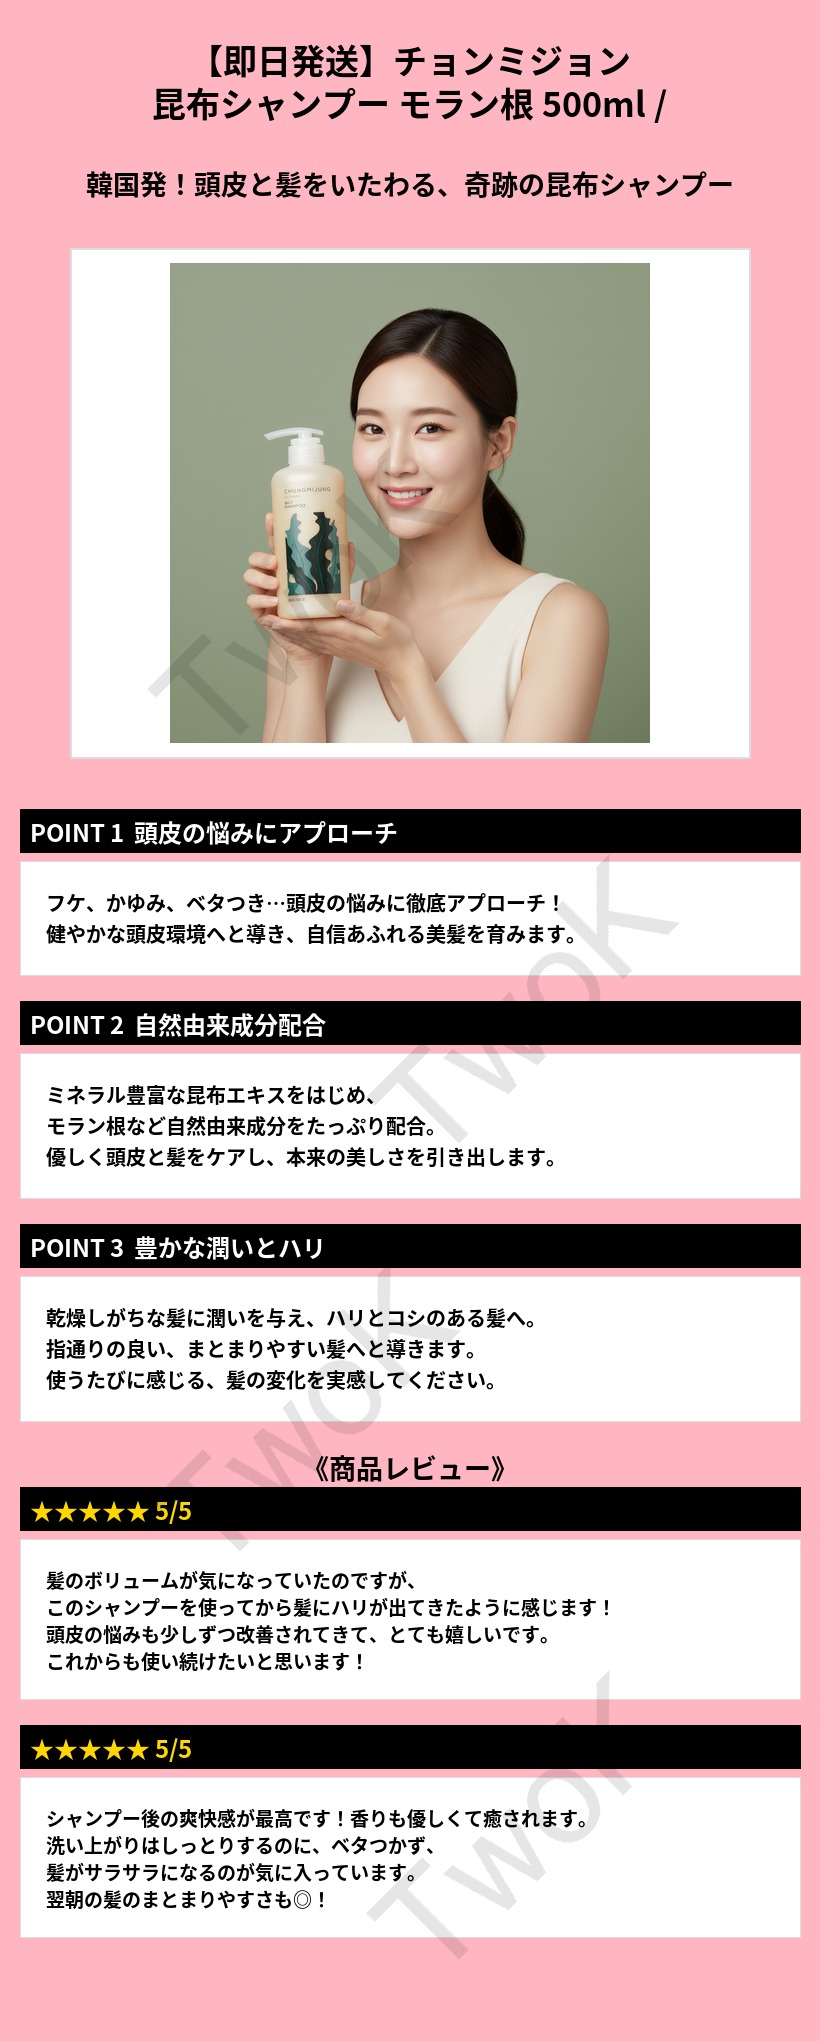 【即日発送】チョンミジョン
昆布シャンプー モラン根 500ml /
韓国発！頭皮と髪をいたわる、奇跡の昆布シャンプー
CHUNGMIJUNG
SHAMPOO
TwoK
POINT 1 頭皮の悩みにアプローチ
フケ、かゆみ、ベタつき…頭皮の悩みに徹底アプローチ！
健やかな頭皮環境へと導き、自信あふれる美髪を育みます。
TwoK
POINT 2 自然由来成分配合
ミネラル豊富な昆布エキスをはじめ、
モラン根など自然由来成分をたっぷり配合。
優しく頭皮と髪をケアし、本来の美しさを引き出します。
POINT 3 豊かな潤いとハリ
乾燥しがちな髪に潤いを与え、ハリとコシのある髪へ。
指通りの良い、まとまりやすい髪へと導きます。
使うたびに感じる、髪の変化を実感してください。
TwoK
《商品レビュー》
★★★★★ 5/5
髪のボリュームが気になっていたのですが、
このシャンプーを使ってから髪にハリが出てきたように感じます！
頭皮の悩みも少しずつ改善されてきて、とても嬉しいです。
これからも使い続けたいと思います！
★★★★★ 5/5
シャンプー後の爽快感が最高です！香りも優しくて癒されます。
洗い上がりはしっとりするのに、ベタつかず、
髪がサラサラになるのが気に入っています。
翌朝の髪のまとまりやすさも◎！
TwoK